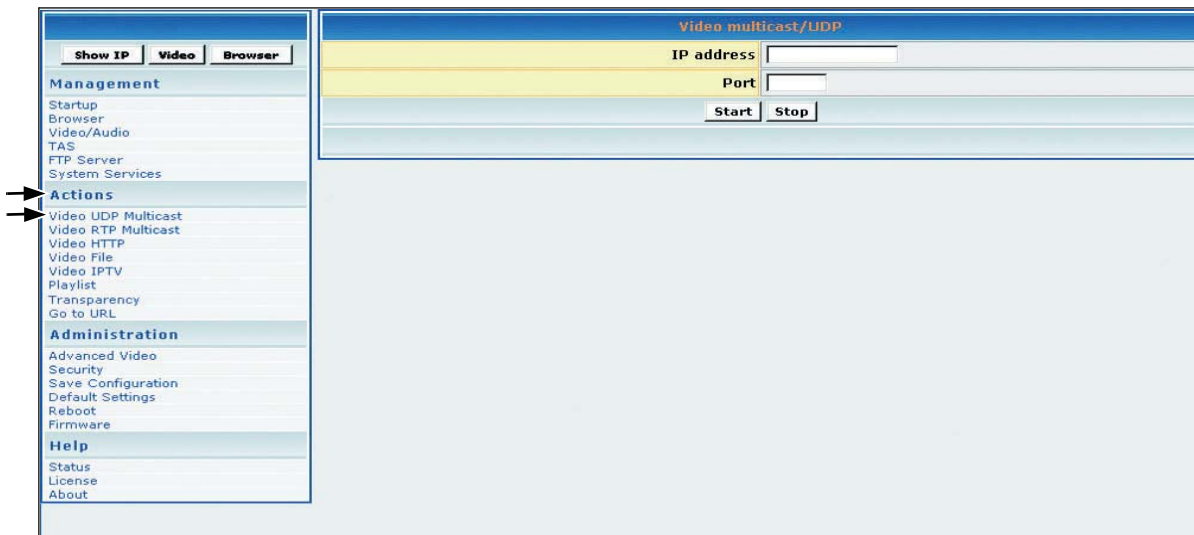 Show IP Video Browser
Management
Startup
Browser
Video/Audio
TAS
FTP Server
System Services
Actions
Video UDP Multicast
Video RTP Multicast
Video HTTP
Video File
Video IPTV
Playlist
Transparency
Go to URL
Administration
Advanced Video
Security
Save Configuration
Default Settings
Reboot
Firmware
Help
Status
License
About
Video multicast/UDP
IP address
Port
Start Stop